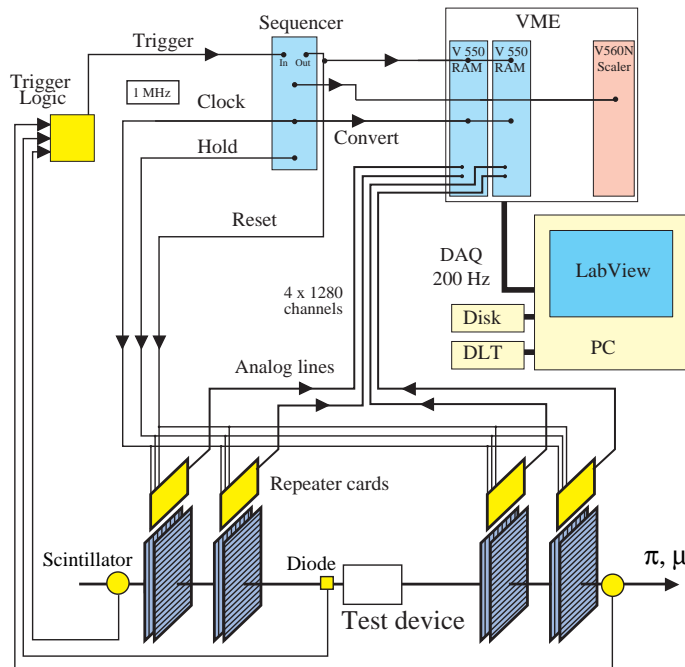 Sequencer
VME
Trigger
In Out
V 550
RAM
V 550
RAM
V560N
Scaler
Trigger
Logic
1 MHz
Clock
Convert
Hold
Reset
DAQ
200 Hz
LabView
4 x 1280
channels
Disk
DLT
PC
Analog lines
Repeater cards
Scintillator
Diode
π, μ
Test device